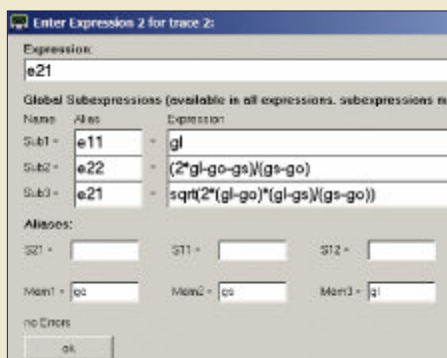 Enter Expression 2 for trace 2:
Expression:
e21
Global Subexpressions (available in all expressions, subexpressions
Name Alias Expression
Sub1 = e11 = gl
Sub2 = e22 = (2*gl-go-gs)/(gs-go)
Sub3 = e21 = sqrt(2*(gl-go)*(gl-gs)/(gs-go))
Aliases:
S21 = S11 = S12 =
Mem1 = go Mem2 = gs Mem3 = gl
no Errors
ok